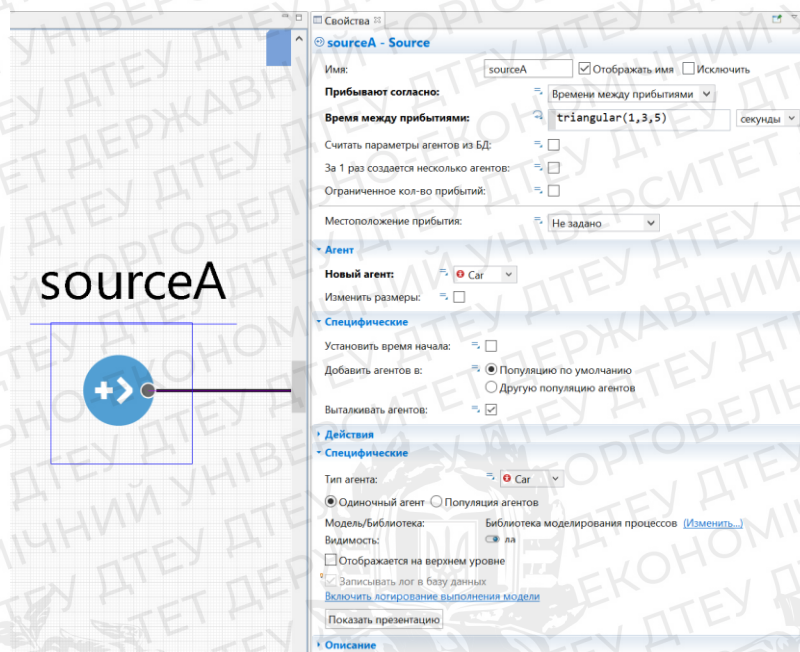 Свойства
sourceA - Source
Имя: sourceA Отображать имя Исключить
Прибывают согласно: Времени между прибытиями
Время между прибытиями: triangular(1,3,5) секунды
Считать параметры агентов из БД:
За 1 раз создается несколько агентов:
Ограниченное кол-во прибытий:
Местоположение прибытия: Не задано
Агент
Новый агент: Car
Изменить размеры:
sourceA
Специфические
Установить время начала:
Добавить агентов в: Популяцию по умолчанию
Другую популяцию агентов
Выталкивать агентов:
Действия
Специфические
Тип агента: Car
Одиночный агент Популяция агентов
Модель/Библиотека: Библиотека моделирования процессов (Изменить...)
Видимость: да
Отображается на верхнем уровне
Записывать лог в базу данных
Включить логирование выполнения модели
Показать презентацию
Описание